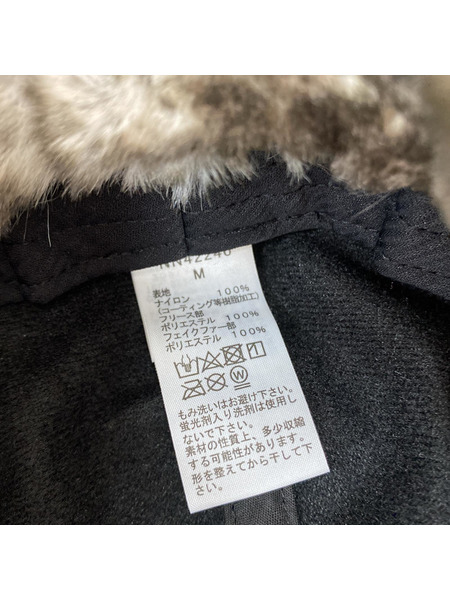 NN42240
M
表地
ナイロン 100%
(コーティング等樹脂加工)
フリース部
ポリエステル 100%
フェイクファー部
ポリエステル 100%
W
もみ洗いはお避け下さい。
蛍光剤入り洗剤は使用し
ないで下さい。
素材の性質上、多少収縮
する可能性があります。
形を整えてから干して下